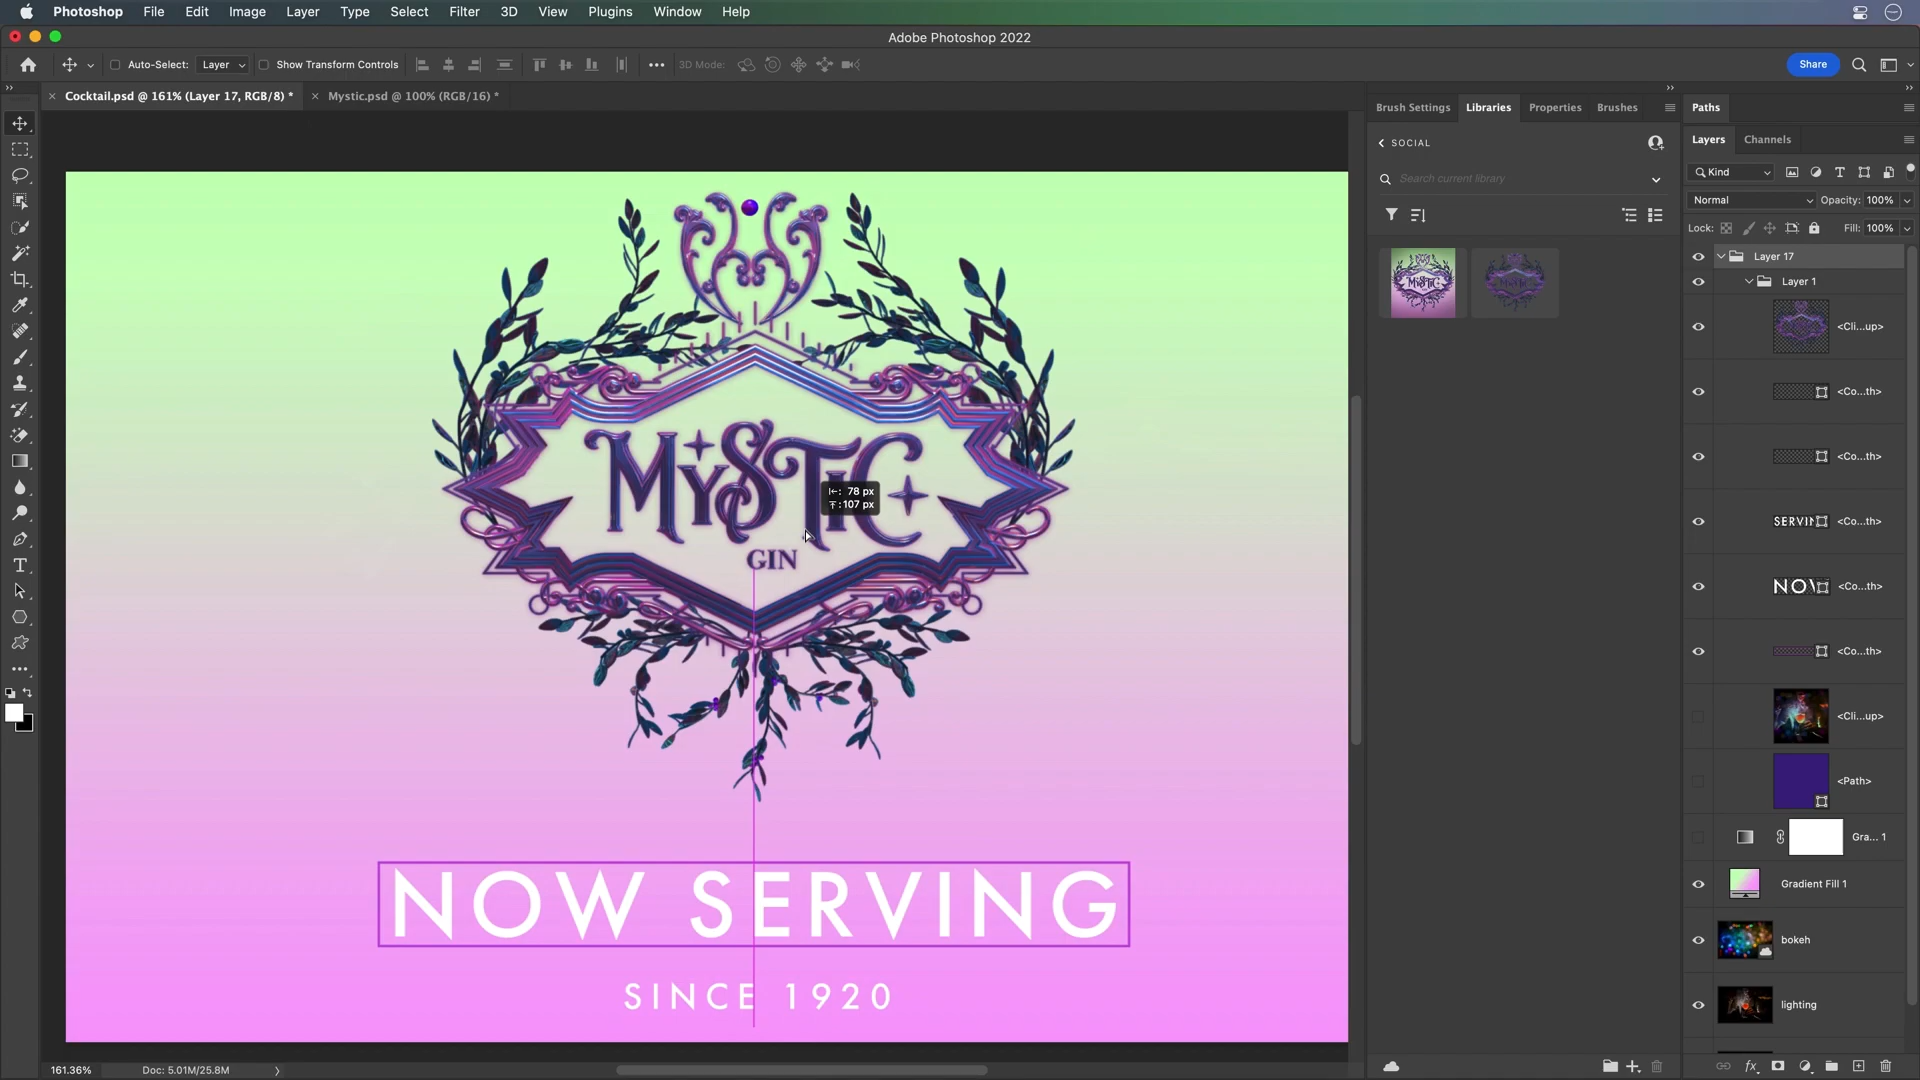 Photoshop File Edit Image Layer Type Select Filter 3D View Plugins Window Help
Adobe Photoshop 2022
Auto-Select: Layer Show Transform Controls 3D Mode: Share
Cocktail.psd @ 161% (Layer 17, RGB/8) * Mystic.psd @ 100% (RGB/16) *
Brush Settings Libraries Properties Brushes
SOCIAL
Search current library
Paths
Layers Channels
Kind
Normal Opacity: 100%
Lock: Fill: 100%
Layer 17
Layer 1
<Cli...up>
<Co...th>
<Co...th>
<Co...th>
<Co...th>
<Co...th>
<Cli...up>
<Path>
Gra... 1
Gradient Fill 1
bokeh
lighting
MYSTIC
78 px
107 px
GIN
NOW SERVING
SINCE 1920
161.36% Doc: 5.01M/25.8M